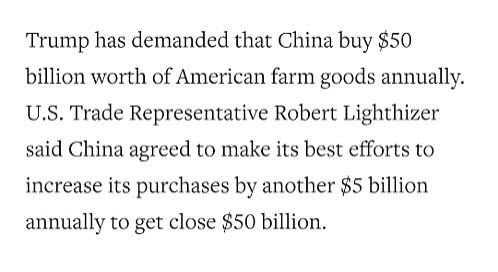 Trump has demanded that China buy $50
billion worth of American farm goods annually.
U.S. Trade Representative Robert Lighthizer
said China agreed to make its best efforts to
increase its purchases by another $5 billion
annually to get close $50 billion.